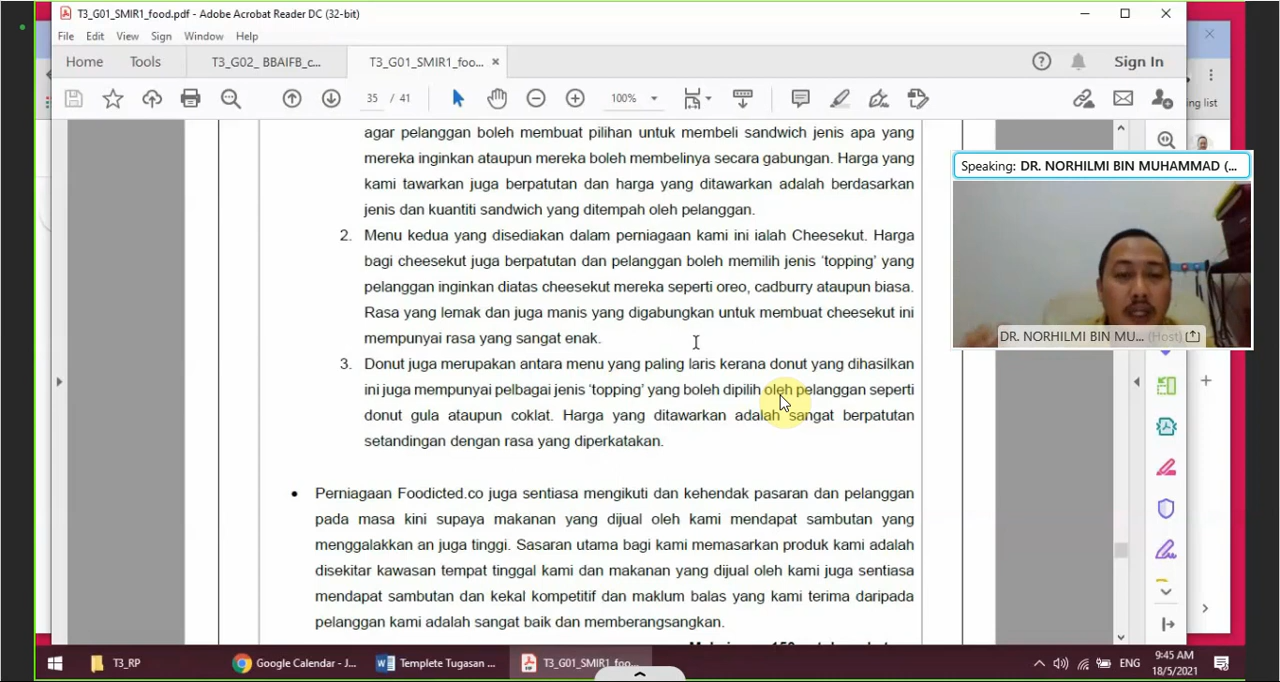 T3_G01_SMIR1_food.pdf - Adobe Acrobat Reader DC (32-bit)
File Edit View Sign Window Help
Home Tools T3_G02_ BBAIFB_c... T3_G01_SMIR1_foo... × Sign In
35 / 41 100%
ing list
agar pelanggan boleh membuat pilihan untuk membeli sandwich jenis apa yang
mereka inginkan ataupun mereka boleh membelinya secara gabungan. Harga yang
kami tawarkan juga berpatutan dan harga yang ditawarkan adalah berdasarkan
jenis dan kuantiti sandwich yang ditempah oleh pelanggan.
2. Menu kedua yang disediakan dalam perniagaan kami ini ialah Cheesekut. Harga
bagi cheesekut juga berpatutan dan pelanggan boleh memilih jenis ‘topping’ yang
pelanggan inginkan diatas cheesekut mereka seperti oreo, cadburry ataupun biasa.
Rasa yang lemak dan juga manis yang digabungkan untuk membuat cheesekut ini
mempunyai rasa yang sangat enak.
3. Donut juga merupakan antara menu yang paling laris kerana donut yang dihasilkan
ini juga mempunyai pelbagai jenis ‘topping’ yang boleh dipilih oleh pelanggan seperti
donut gula ataupun coklat. Harga yang ditawarkan adalah sangat berpatutan
setandingan dengan rasa yang diperkatakan.
• Perniagaan Foodicted.co juga sentiasa mengikuti dan kehendak pasaran dan pelanggan
pada masa kini supaya makanan yang dijual oleh kami mendapat sambutan yang
menggalakkan an juga tinggi. Sasaran utama bagi kami memasarkan produk kami adalah
disekitar kawasan tempat tinggal kami dan makanan yang dijual oleh kami juga sentiasa
mendapat sambutan dan kekal kompetitif dan maklum balas yang kami terima daripada
pelanggan kami adalah sangat baik dan memberangsangkan.
Speaking: DR. NORHILMI BIN MUHAMMAD (...
DR. NORHILMI BIN MU... (Host)
T3_RP Google Calendar - J... Templete Tugasan ... T3_G01_SMIR1_foo... ENG
9:45 AM
18/5/2021